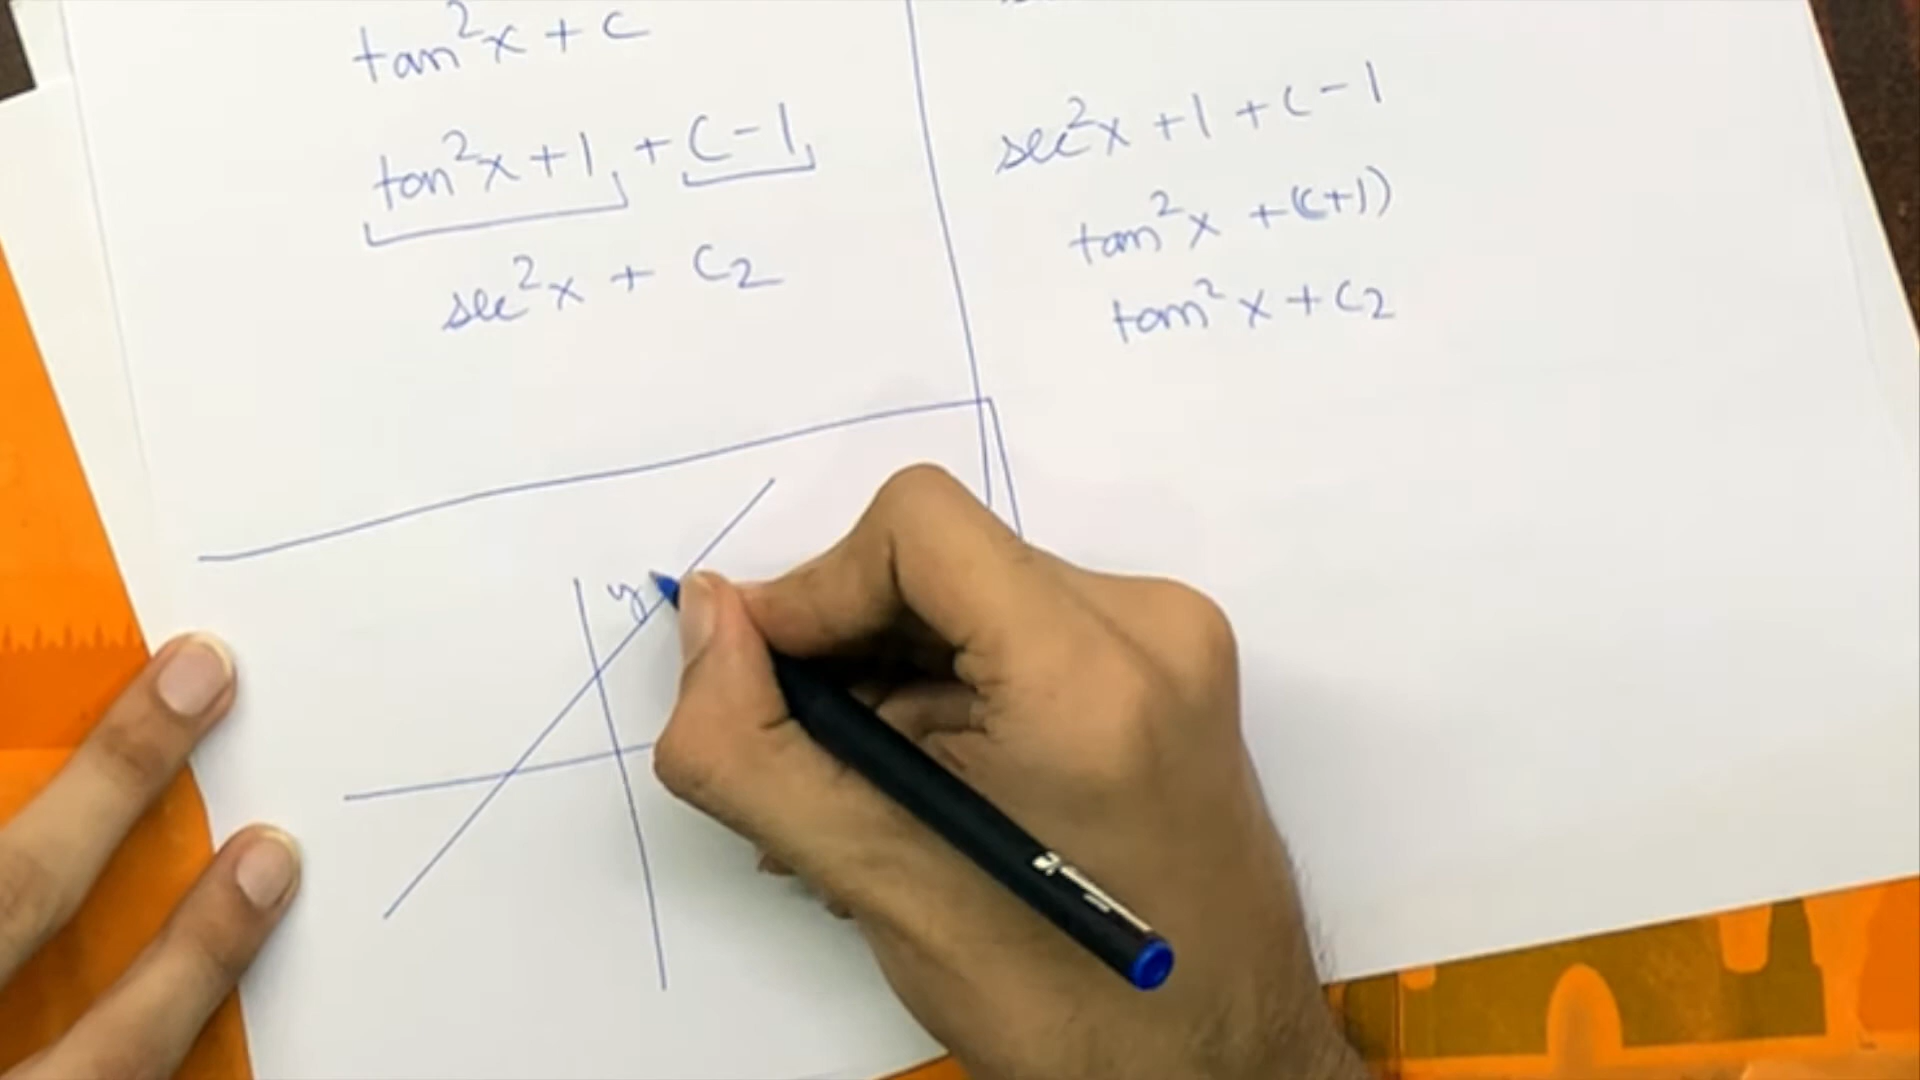 tan²x + c
tan²x + 1 + C - 1
sec²x + C₂
sec²x + 1 + C - 1
tan²x + (C+1)
tan²x + C₂
y